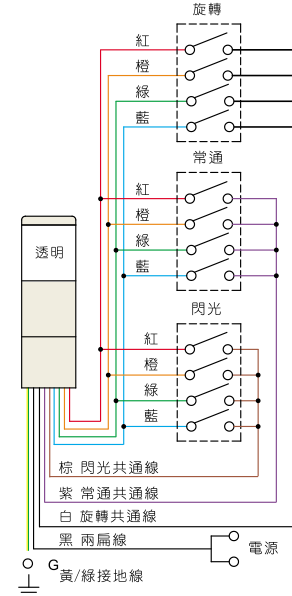 旋轉
紅
橙
綠
藍
常通
紅
橙
綠
藍
透明
閃光
紅
橙
綠
藍
棕 閃光共通線
紫 常通共通線
白 旋轉共通線
黑 兩扁線
電源
G
黃/綠接地線